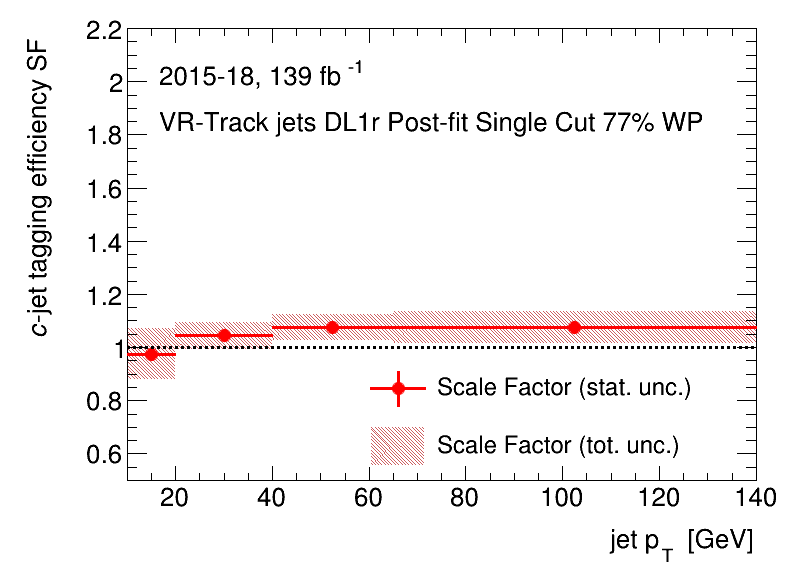 2.2
2
1.8
1.6
1.4
1.2
1
0.8
0.6
c-jet tagging efficiency SF
2015-18, 139 fb⁻¹
VR-Track jets DL1r Post-fit Single Cut 77% WP
Scale Factor (stat. unc.)
Scale Factor (tot. unc.)
20 40 60 80 100 120 140
jet p_T [GeV]